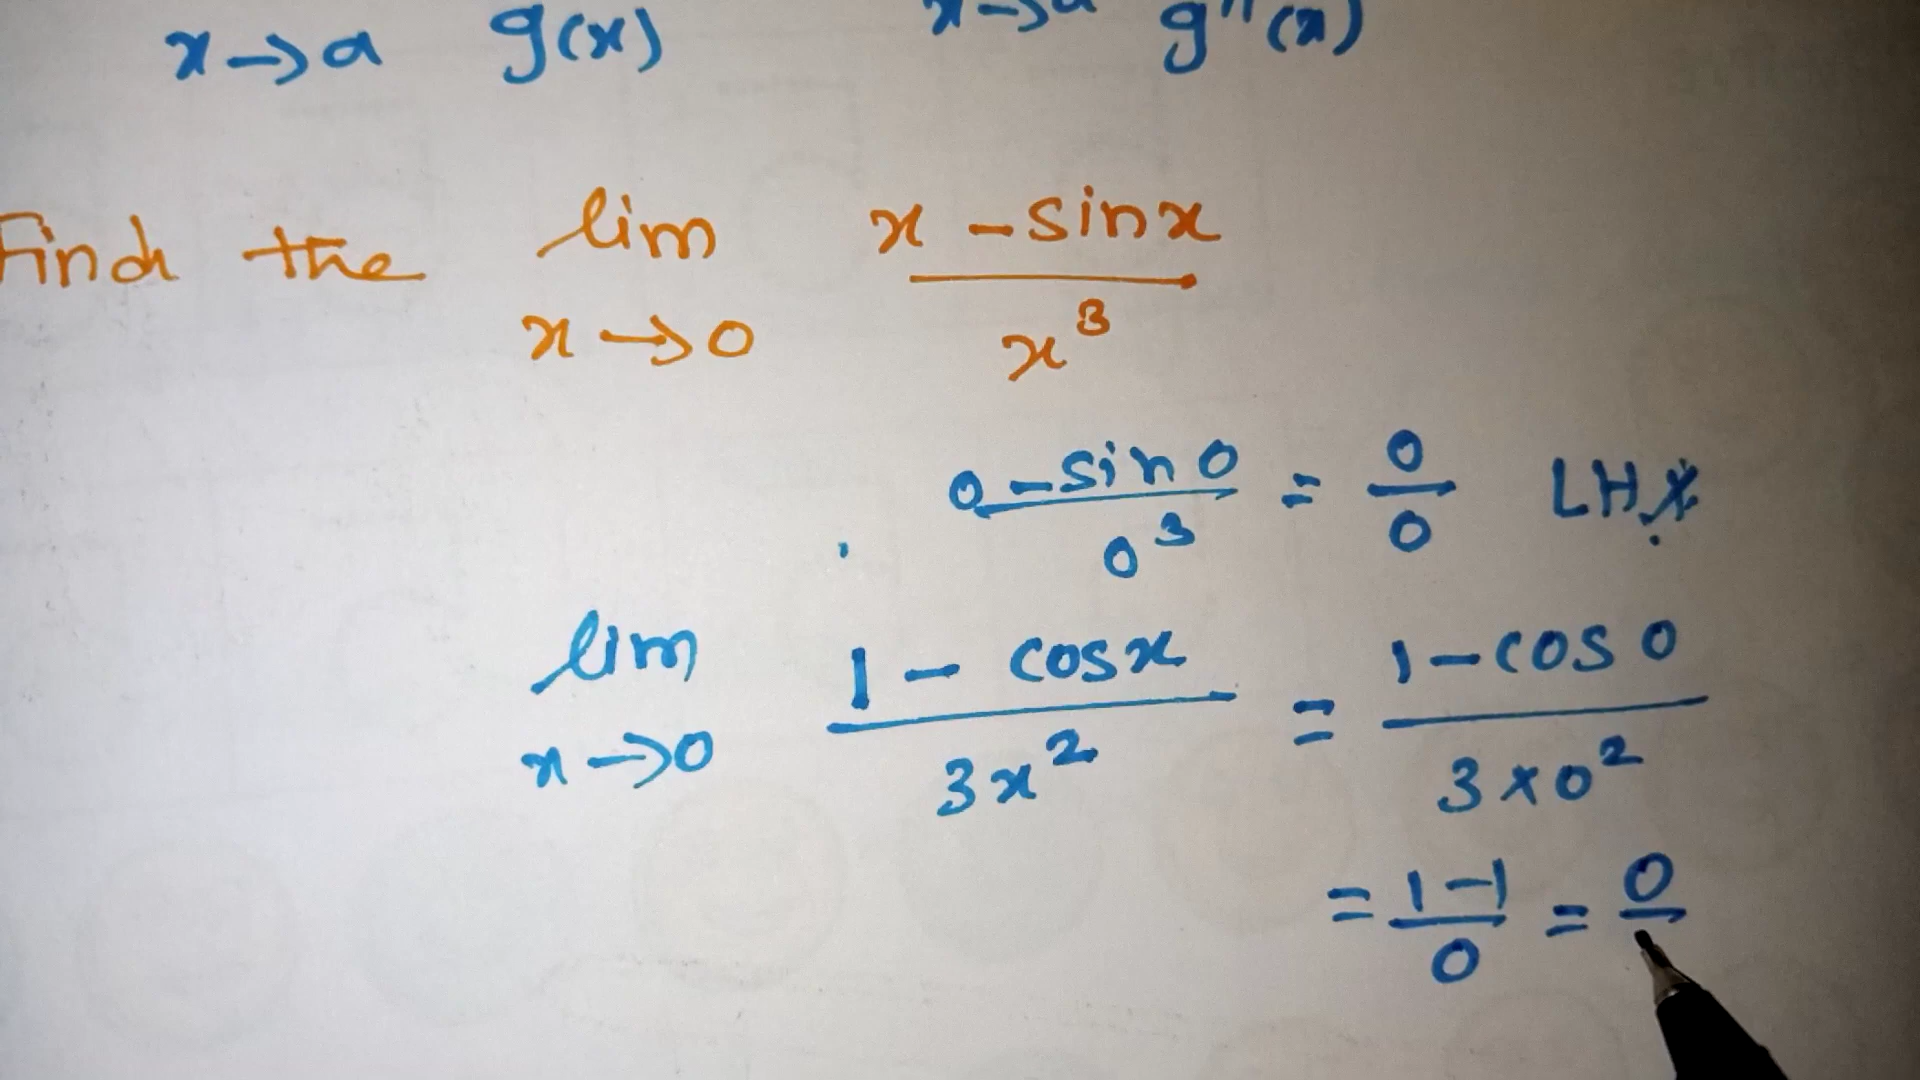 x→a g(x) x→a g''(x)
Find the lim x - sinx
x→0 x³
0 - sin 0 = 0 LH
0³ 0
lim 1 - cosx = 1 - cos 0
x→0 3x² 3×0²
= 1-1 = 0
0